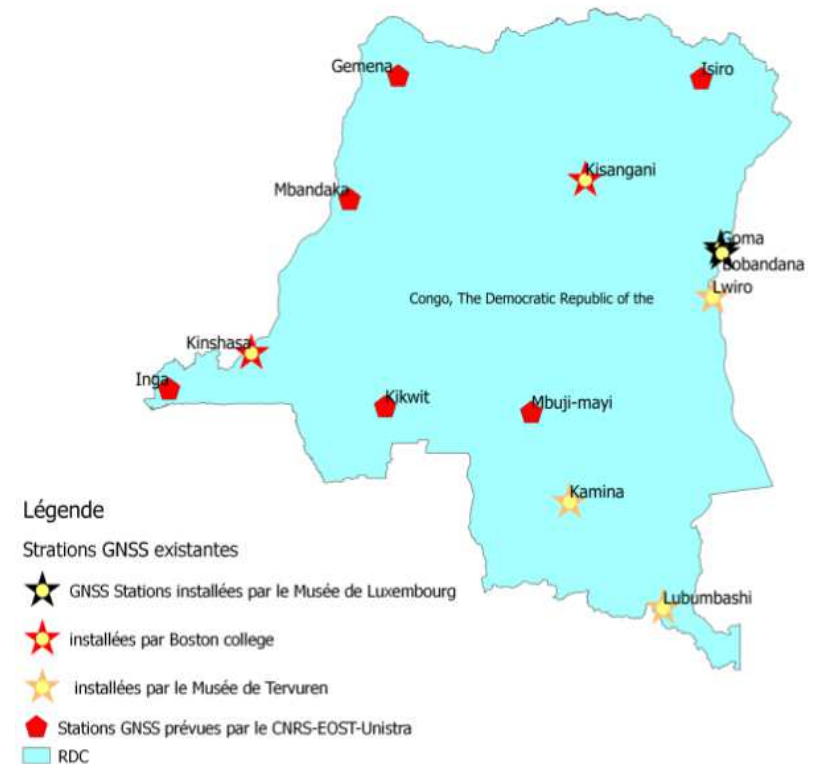 Gemena
Isiro
Kisangani
Mbandaka
Goma
Bobandana
Lwiro
Congo, The Democratic Republic of the
Kinshasa
Inga
Kikwit
Mbuji-mayi
Kamina
Lubumbashi
Légende
Strations GNSS existantes
GNSS Stations installées par le Musée de Luxembourg
installées par Boston college
installées par le Musée de Tervuren
Stations GNSS prévues par le CNRS-EOST-Unistra
RDC